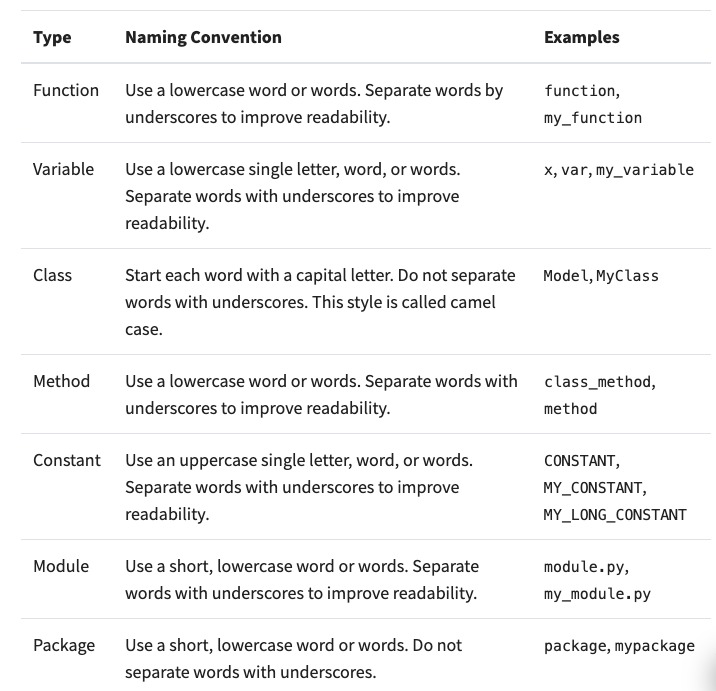 Type Naming Convention Examples
Function Use a lowercase word or words. Separate words by function,
underscores to improve readability. my_function
Variable Use a lowercase single letter, word, or words. x, var, my_variable
Separate words with underscores to improve
readability.
Class Start each word with a capital letter. Do not separate Model, MyClass
words with underscores. This style is called camel
case.
Method Use a lowercase word or words. Separate words with class_method,
underscores to improve readability. method
Constant Use an uppercase single letter, word, or words. CONSTANT,
Separate words with underscores to improve MY_CONSTANT,
readability. MY_LONG_CONSTANT
Module Use a short, lowercase word or words. Separate module.py,
words with underscores to improve readability. my_module.py
Package Use a short, lowercase word or words. Do not package, mypackage
separate words with underscores.